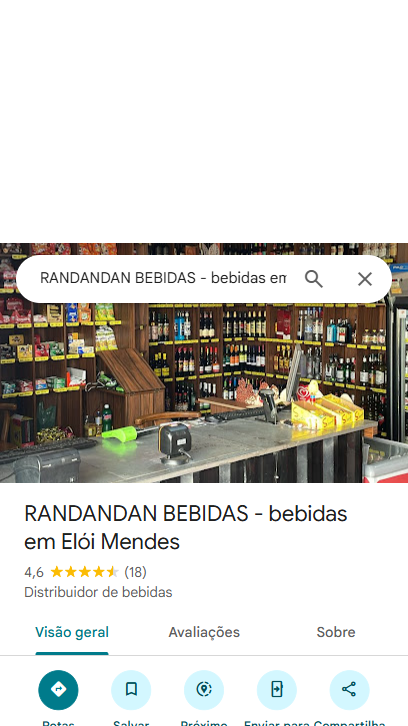 RANDANDAN BEBIDAS - bebidas em
RANDANDAN BEBIDAS - bebidas
em Elói Mendes
4,6 (18)
Distribuidor de bebidas
Visão geral Avaliações Sobre
Rotas Salvar Próximo Enviar para Compartilha